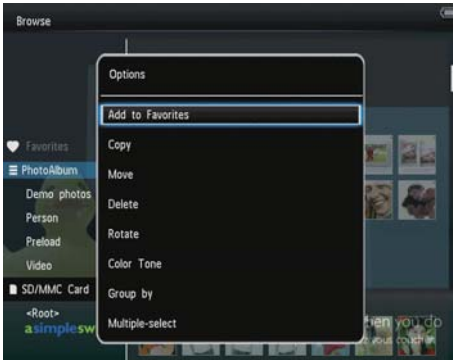 Browse
Options
Add to Favorites
Copy
Move
Delete
Rotate
Color Tone
Group by
Multiple-select
Favorites
PhotoAlbum
Demo photos
Person
Preload
Video
SD/MMC Card
<Root>
asimplesw
you do